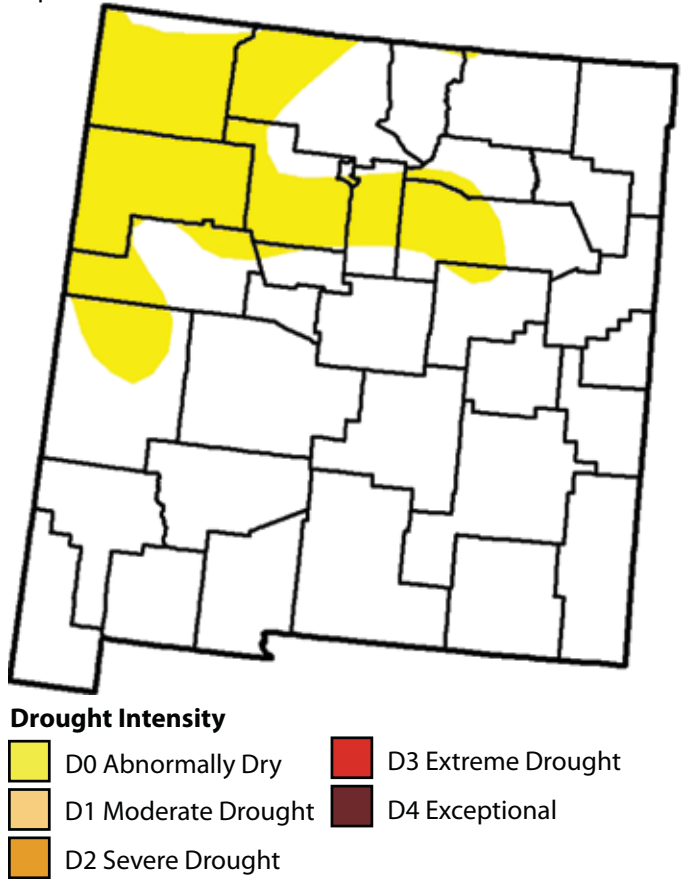 Drought Intensity
D0 Abnormally Dry
D1 Moderate Drought
D2 Severe Drought
D3 Extreme Drought
D4 Exceptional